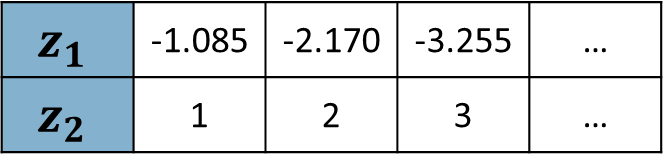 z₁ -1.085 -2.170 -3.255 ...
z₂ 1 2 3 ...